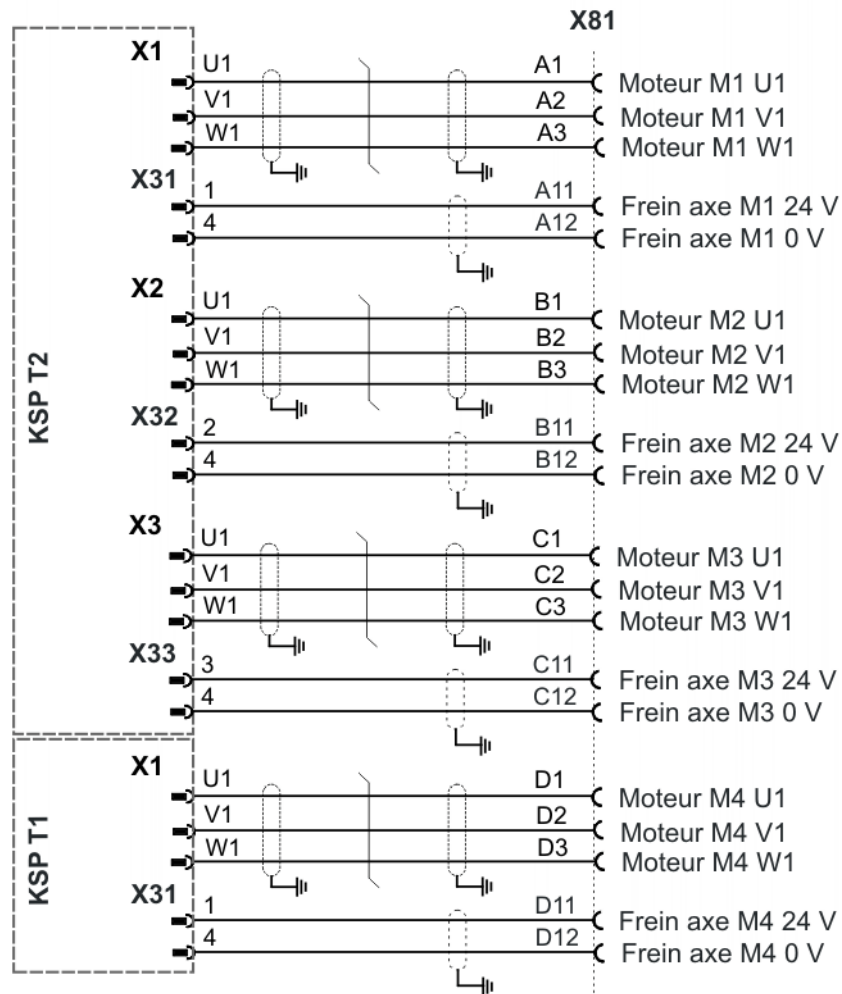 X81
KSP T2
X1
U1 A1 Moteur M1 U1
V1 A2 Moteur M1 V1
W1 A3 Moteur M1 W1
X31
1 A11 Frein axe M1 24 V
4 A12 Frein axe M1 0 V
X2
U1 B1 Moteur M2 U1
V1 B2 Moteur M2 V1
W1 B3 Moteur M2 W1
X32
2 B11 Frein axe M2 24 V
4 B12 Frein axe M2 0 V
X3
U1 C1 Moteur M3 U1
V1 C2 Moteur M3 V1
W1 C3 Moteur M3 W1
X33
3 C11 Frein axe M3 24 V
4 C12 Frein axe M3 0 V
KSP T1
X1
U1 D1 Moteur M4 U1
V1 D2 Moteur M4 V1
W1 D3 Moteur M4 W1
X31
1 D11 Frein axe M4 24 V
4 D12 Frein axe M4 0 V